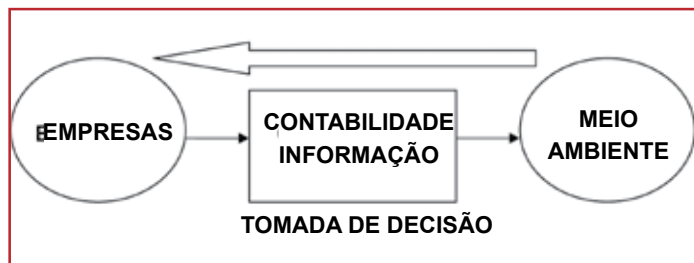 EMPRESAS
CONTABILIDADE
INFORMAÇÃO
MEIO
AMBIENTE
TOMADA DE DECISÃO